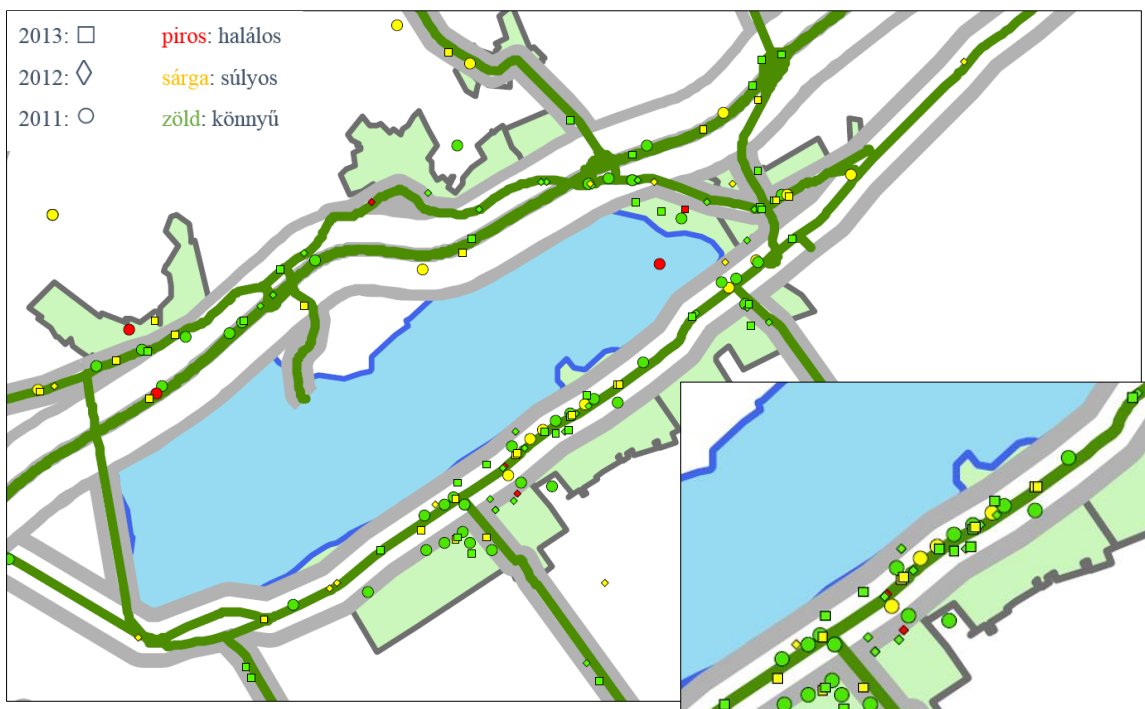 2013: □ piros: halálos
2012: ◊ sárga: súlyos
2011: ○ zöld: könnyű